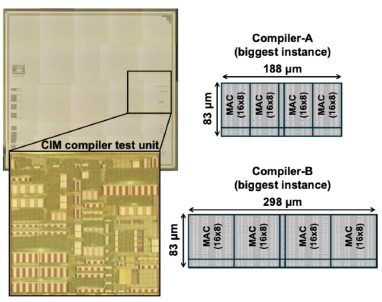 CIM compiler test unit
Compiler-A
(biggest instance)
188 µm
83 µm
MAC
(16x8)
MAC
(16x8)
MAC
(16x8)
MAC
(16x8)
Compiler-B
(biggest instance)
298 µm
83 µm
MAC
(16x8)
MAC
(16x8)
MAC
(16x8)
MAC
(16x8)